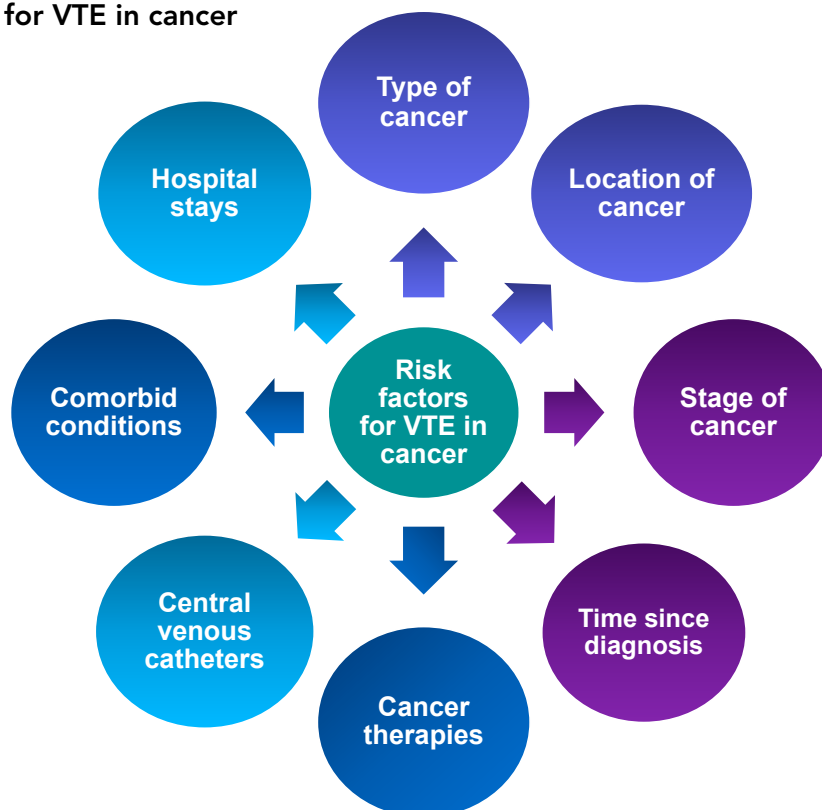 for VTE in cancer
Type of
cancer
Location of
cancer
Stage of
cancer
Time since
diagnosis
Cancer
therapies
Central
venous
catheters
Comorbid
conditions
Hospital
stays
Risk
factors
for VTE in
cancer